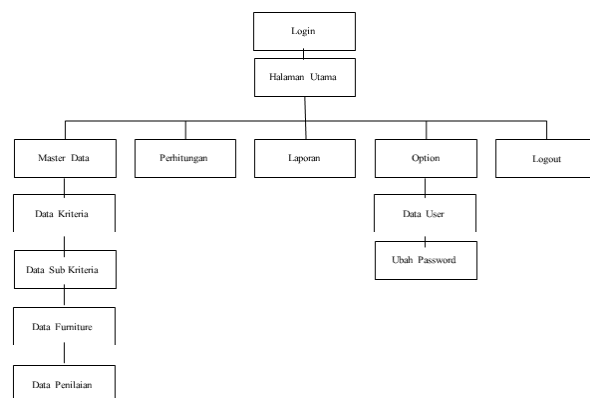 Login
Halaman Utama
Master Data
Perhitungan
Laporan
Option
Logout
Data Kriteria
Data User
Data Sub Kriteria
Ubah Password
Data Furniture
Data Penilaian